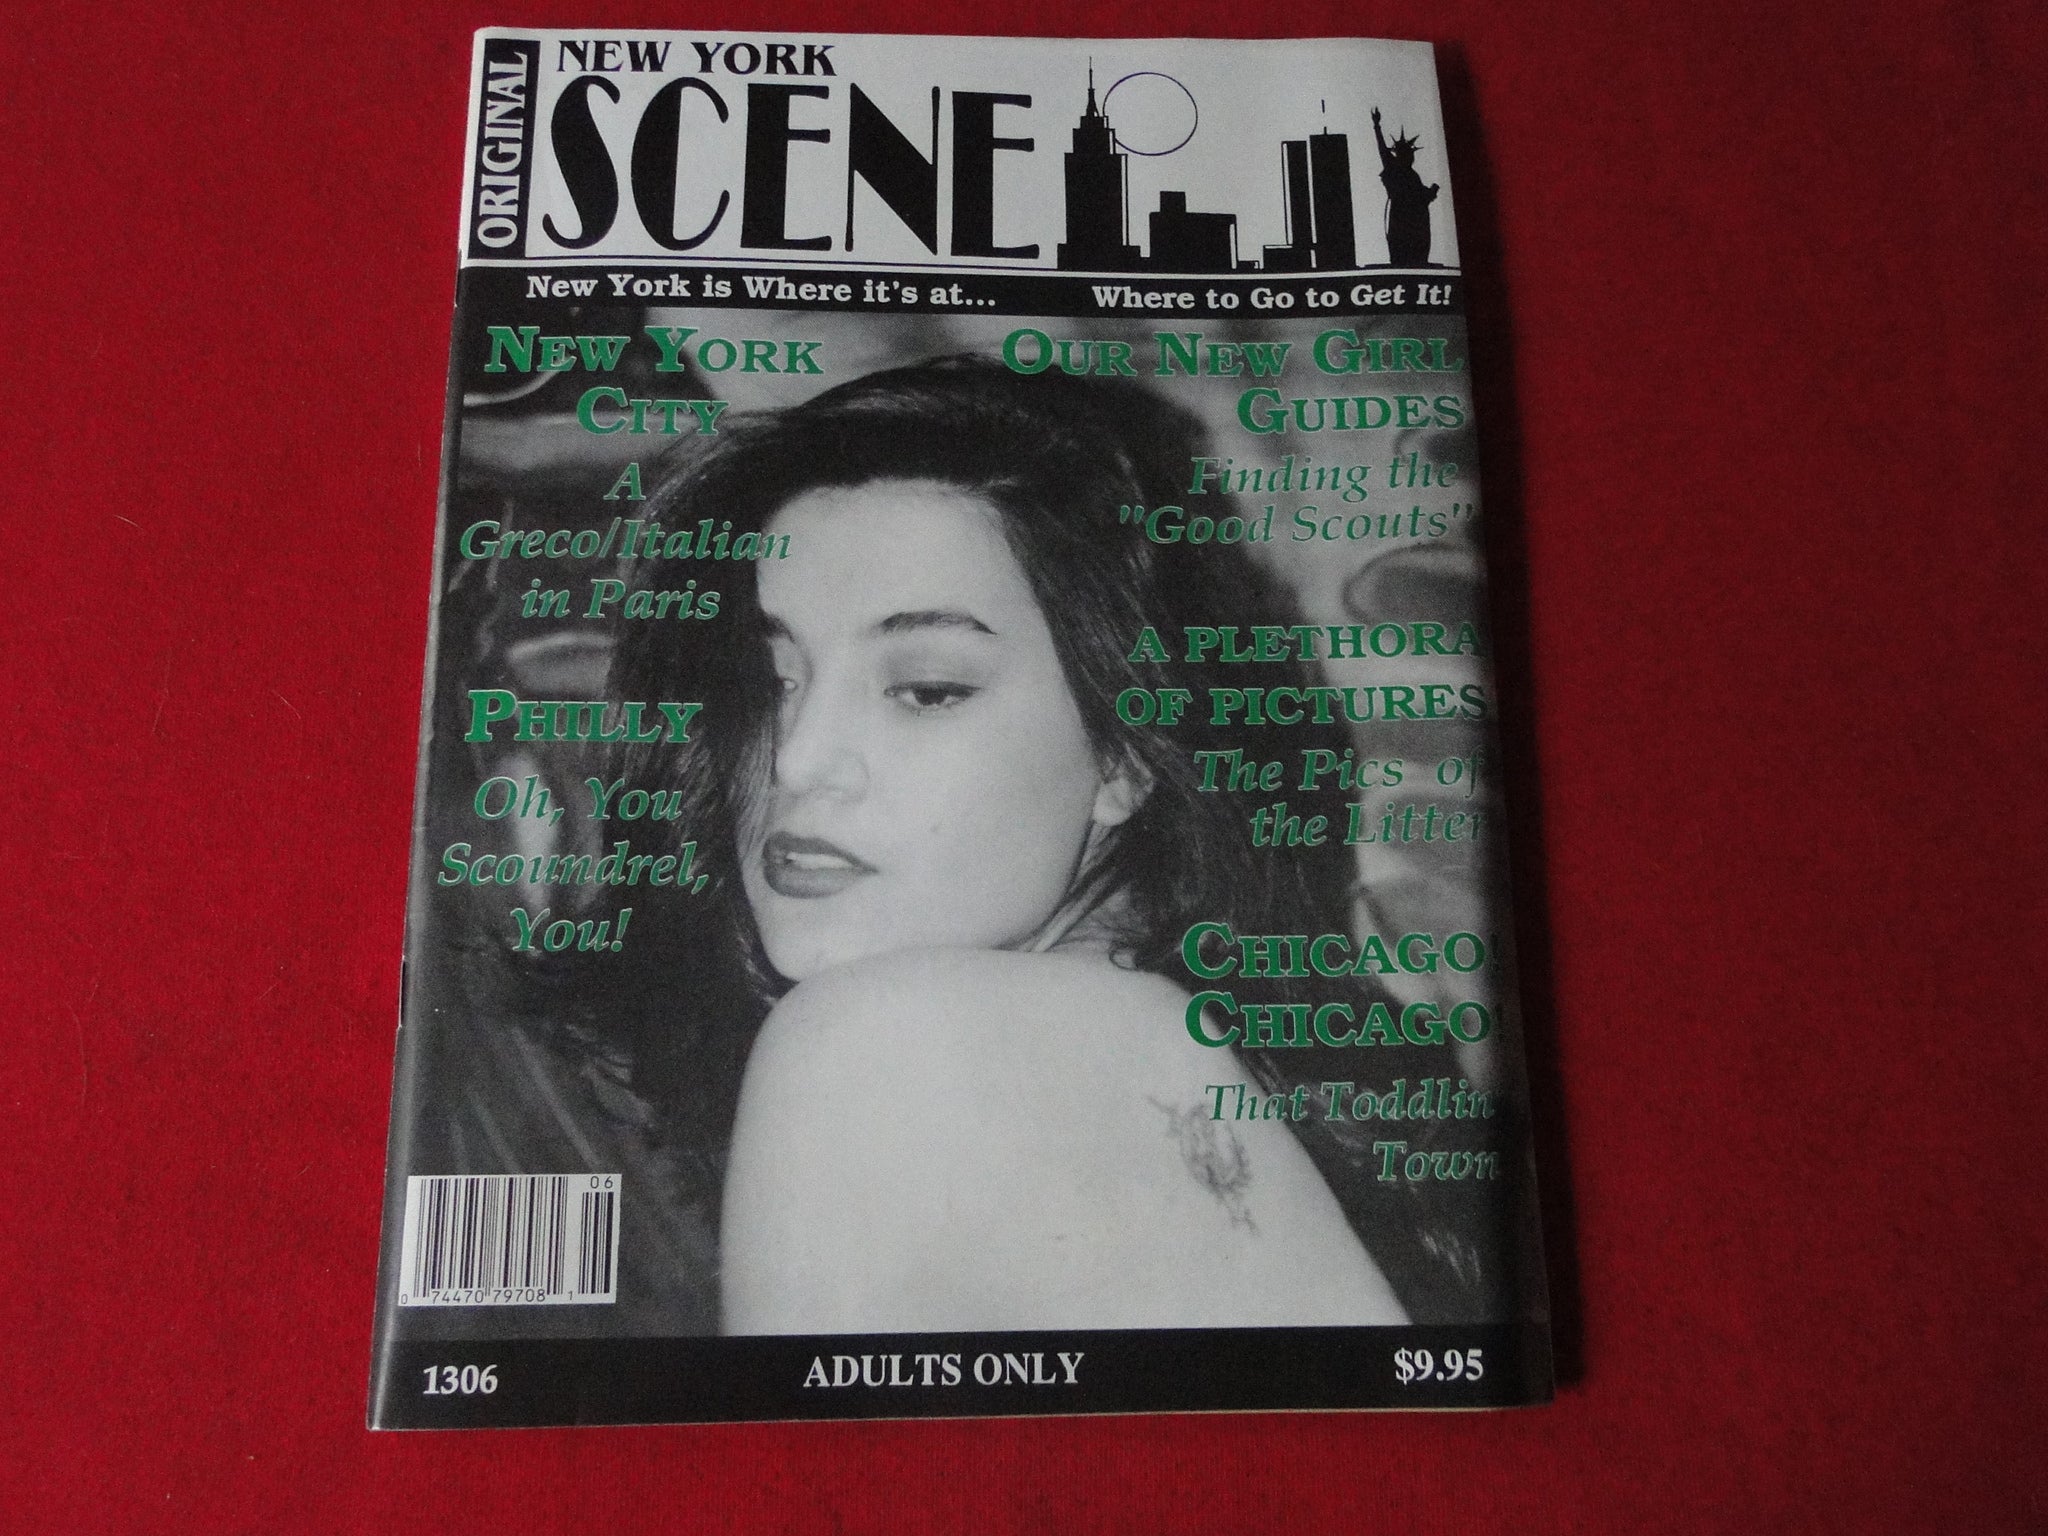 ORIGINAL
NEW YORK
SCENE
New York is Where it's at...
Where to Go to Get It!
NEW YORK
CITY
A
Greco/Italian
in Paris
PHILLY
Oh, You
Scoundrel,
You!
OUR NEW GIRL
GUIDES
Finding the
"Good Scouts"
A PLETHORA
OF PICTURES
The Pics of
the Litter
CHICAGO!
CHICAGO!
That Toddlin'
Town
06
0 74470 79708 1
1306
ADULTS ONLY
$9.95